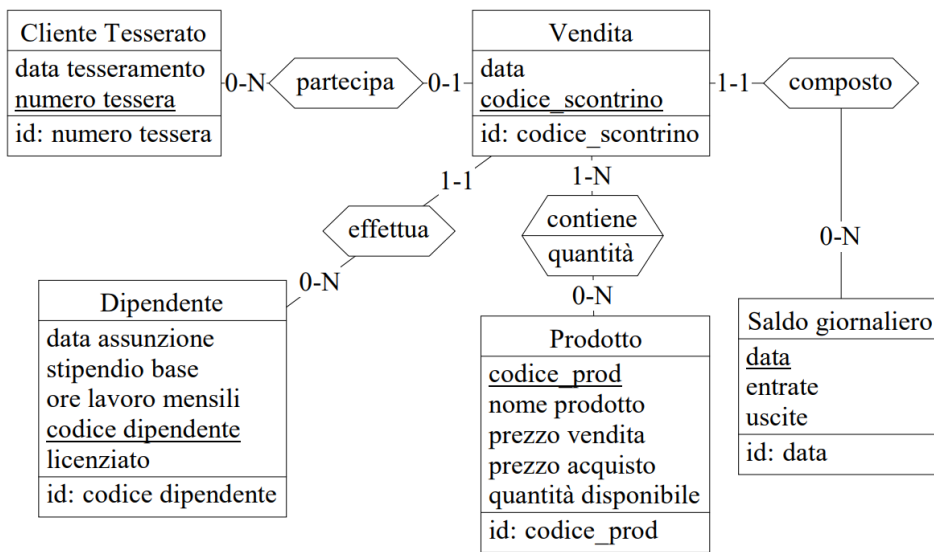 Cliente Tesserato
data tesseramento
numero tessera
id: numero tessera
0-N
partecipa
0-1
Vendita
data
codice_scontrino
id: codice_scontrino
1-1
composto
0-N
1-1
effettua
0-N
1-N
contiene
quantità
0-N
Dipendente
data assunzione
stipendio base
ore lavoro mensili
codice dipendente
licenziato
id: codice dipendente
Prodotto
codice_prod
nome prodotto
prezzo vendita
prezzo acquisto
quantità disponibile
id: codice_prod
Saldo giornaliero
data
entrate
uscite
id: data